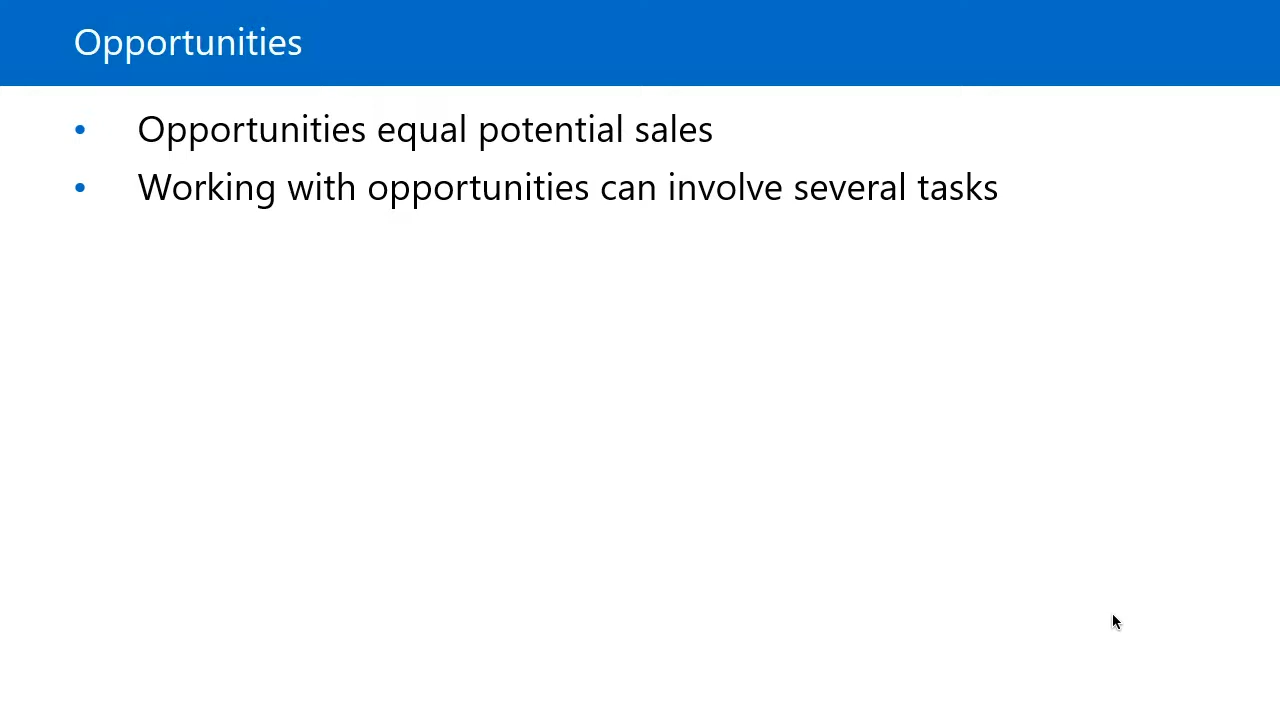 Opportunities
• Opportunities equal potential sales
• Working with opportunities can involve several tasks